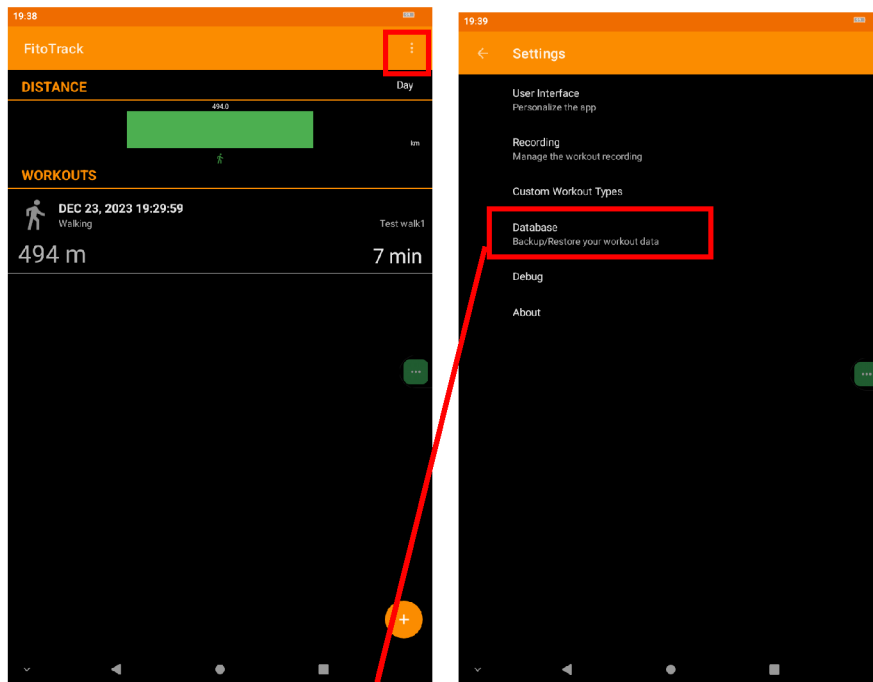 19:38
FitoTrack
DISTANCE
Day
494.0
km
WORKOUTS
DEC 23, 2023 19:29:59
Walking
Test walk1
494 m
7 min
19:39
Settings
User Interface
Personalize the app
Recording
Manage the workout recording
Custom Workout Types
Database
Backup/Restore your workout data
Debug
About